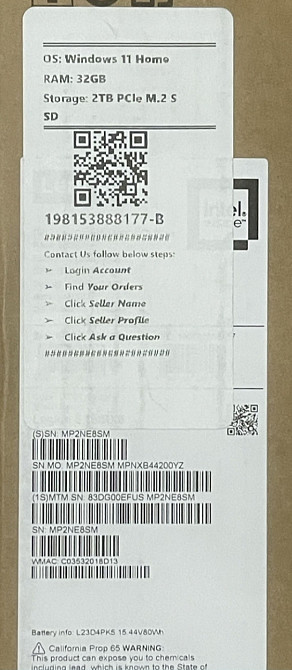 OS: Windows 11 Home
RAM: 32GB
Storage: 2TB PCIe M.2 S
SD
198153888177-B
######################
Contact Us follow below steps:
➢ Login Account
➢ Find Your Orders
➢ Click Seller Name
➢ Click Seller Profile
➢ Click Ask a Question
######################
intel.
(S)SN: MP2NE8SM
SN MO: MP2NE8SM MPNXB44200YZ
(1S)MTM SN: 83DG00EFUS MP2NE8SM
SN: MP2NE8SM
WMAC: C03532018D13
Battery info: L23D4PK5 15.44V80Wh
⚠ California Prop 65 WARNING:
This product can expose you to chemicals
including lead, which is known to the State of